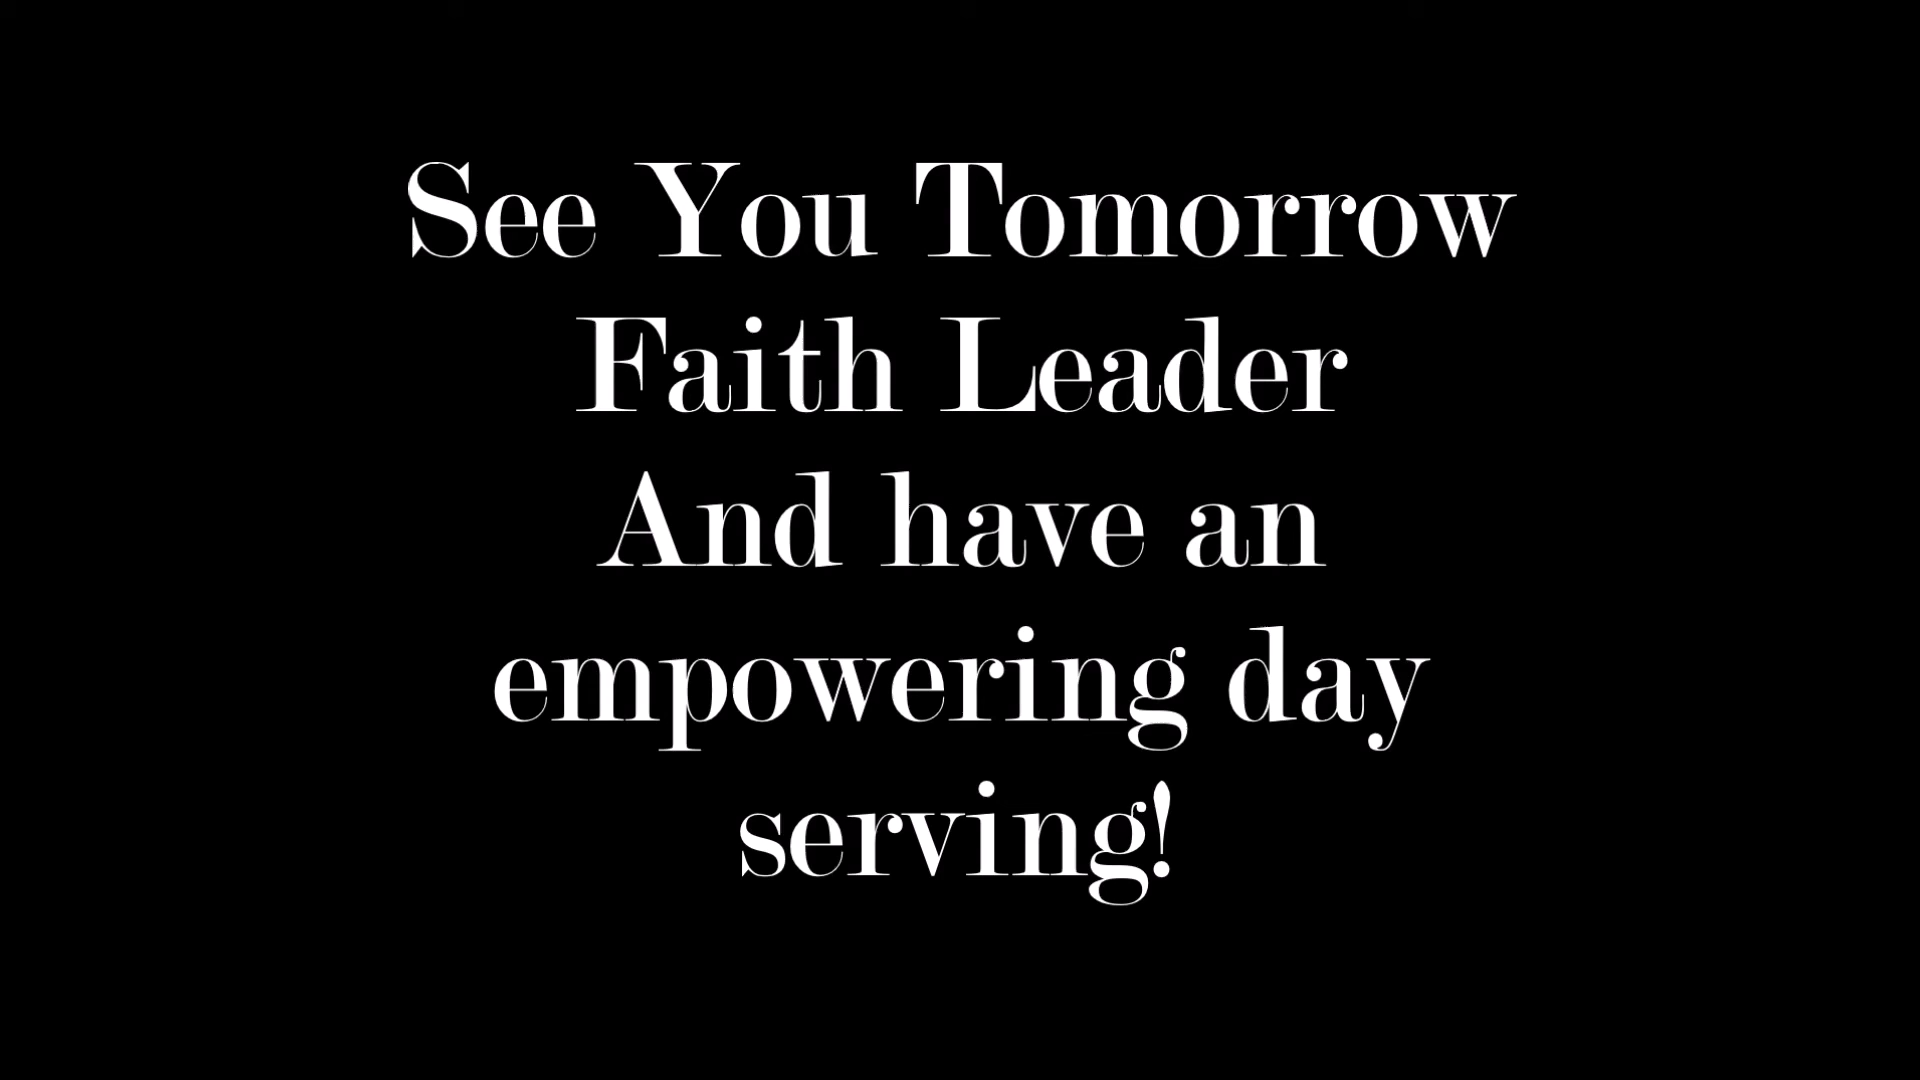 See You Tomorrow
Faith Leader
And have an
empowering day
serving!